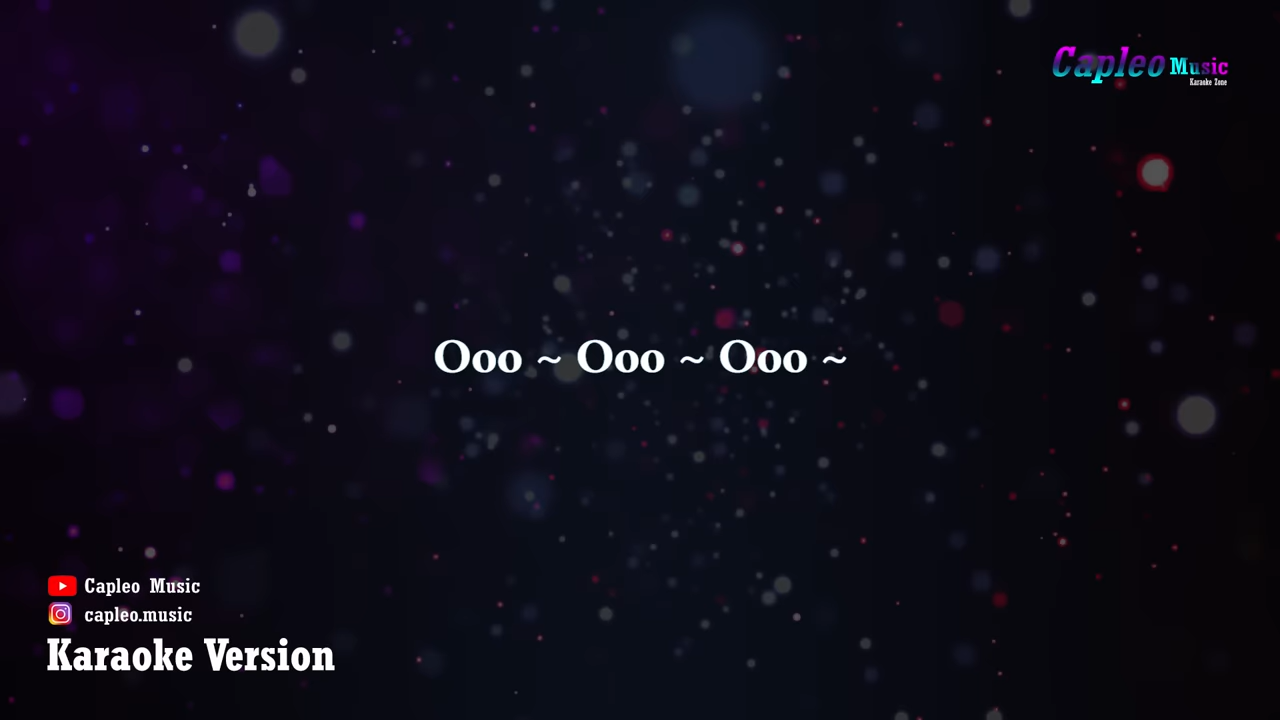 Capleo Music
Karaoke Zone
Ooo ~ Ooo ~ Ooo ~
Capleo Music
capleo.music
Karaoke Version